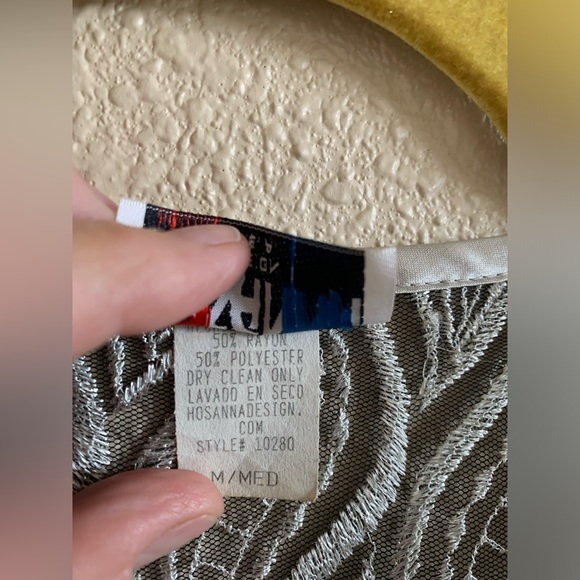 50% RAYON
50% POLYESTER
DRY CLEAN ONLY
LAVADO EN SECO
HOSANNADESIGN.
COM
STYLE# 10280
M/MED